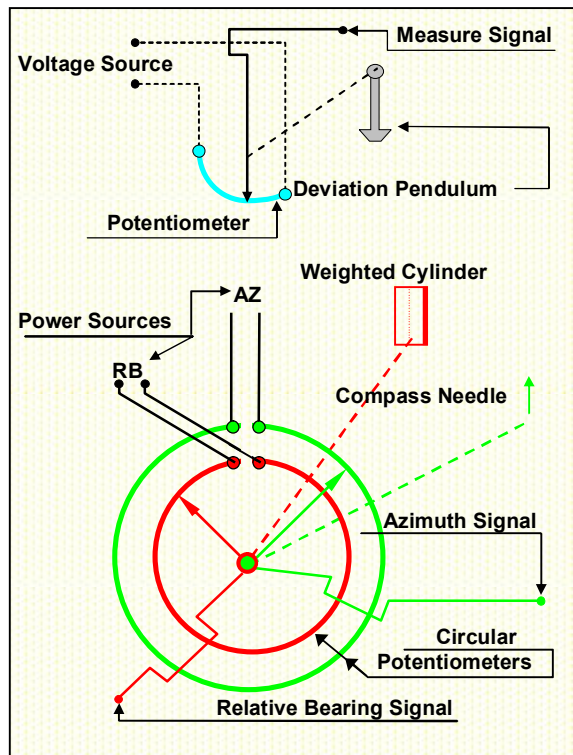 Measure Signal
Voltage Source
Deviation Pendulum
Potentiometer
Weighted Cylinder
AZ
Power Sources
RB
Compass Needle
Azimuth Signal
Circular
Potentiometers
Relative Bearing Signal